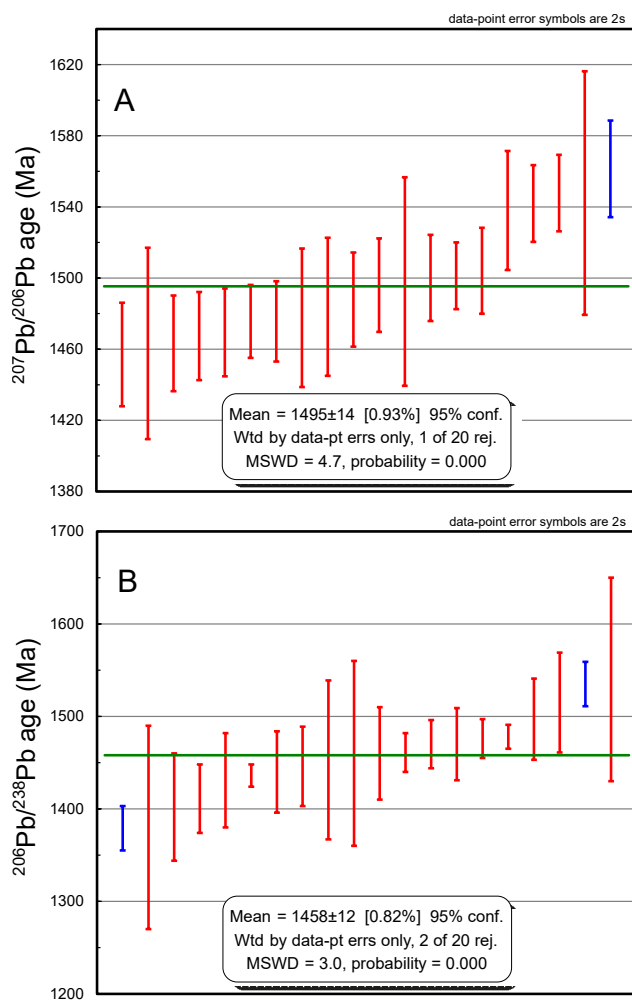 data-point error symbols are 2s
A
²⁰⁷Pb/²⁰⁶Pb age (Ma)
1620
1580
1540
1500
1460
1420
1380
Mean = 1495±14 [0.93%] 95% conf.
Wtd by data-pt errs only, 1 of 20 rej.
MSWD = 4.7, probability = 0.000
data-point error symbols are 2s
B
²⁰⁶Pb/²³⁸Pb age (Ma)
1700
1600
1500
1400
1300
1200
Mean = 1458±12 [0.82%] 95% conf.
Wtd by data-pt errs only, 2 of 20 rej.
MSWD = 3.0, probability = 0.000